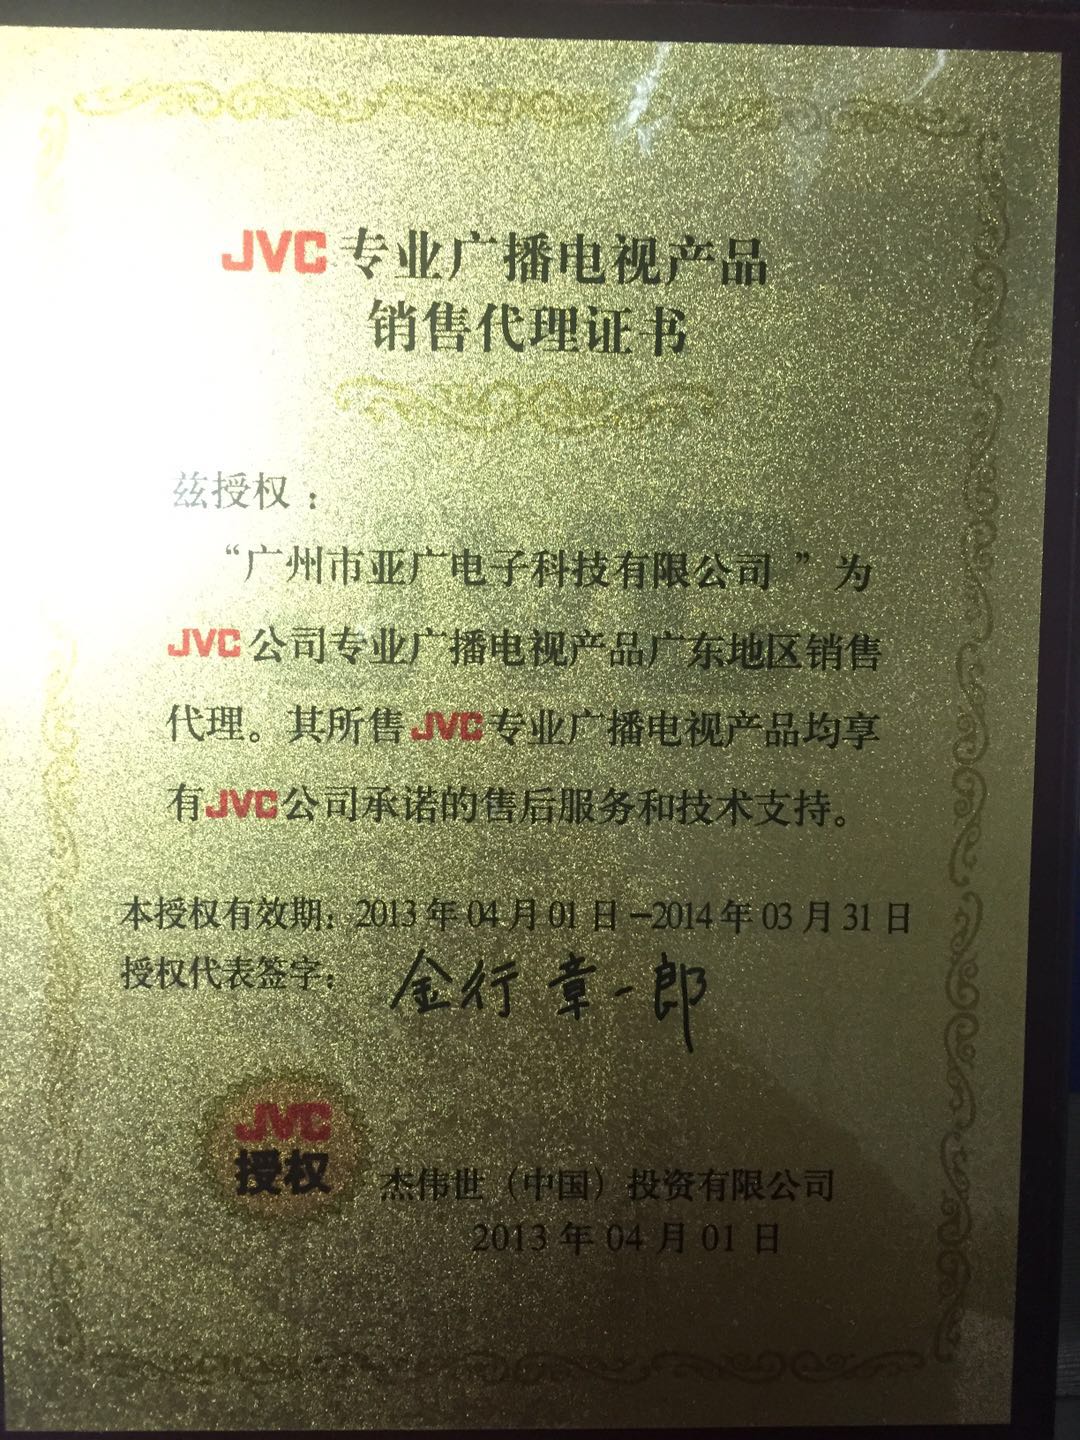 JVC专业广播电视产品
销售代理证书
兹授权：
“广州市亚广电子科技有限公司 ”为
JVC公司专业广播电视产品广东地区销售
代理。其所售JVC专业广播电视产品均享
有JVC公司承诺的售后服务和技术支持。
本授权有效期：2013年04月01日-2014年03月31日
授权代表签字：金行章一郎
JVC
授权
杰伟世（中国）投资有限公司
2013年04月01日